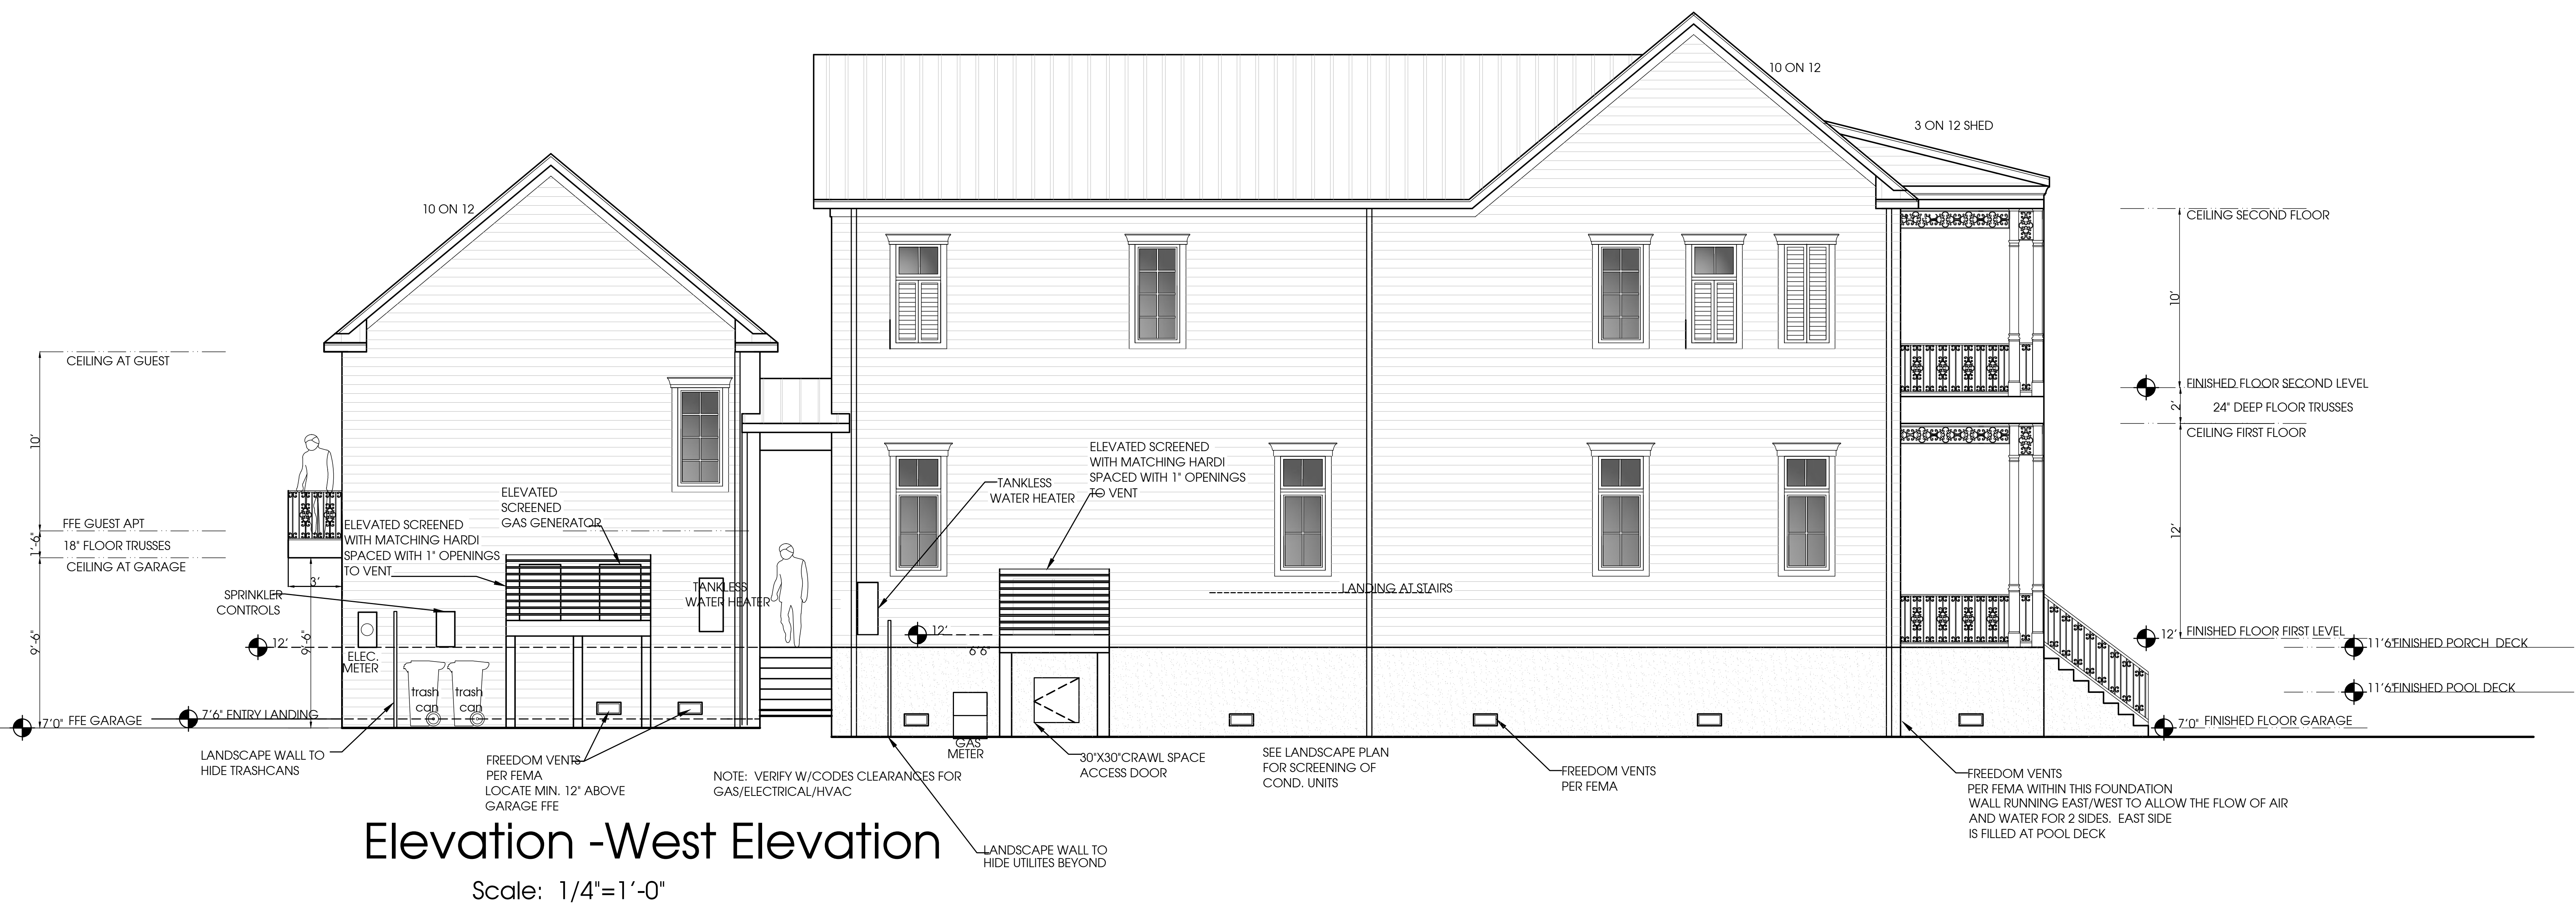 10 ON 12
3 ON 12 SHED
10 ON 12
CEILING SECOND FLOOR
10'
FINISHED FLOOR SECOND LEVEL
2'
24" DEEP FLOOR TRUSSES
CEILING FIRST FLOOR
12'
12'
FINISHED FLOOR FIRST LEVEL
11'6"FINISHED PORCH DECK
11'6"FINISHED POOL DECK
7'0" FINISHED FLOOR GARAGE
CEILING AT GUEST
10'
FFE GUEST APT
1'-6"
18" FLOOR TRUSSES
CEILING AT GARAGE
3'
9'-6"
9'-6"
SPRINKLER
CONTROLS
12'
ELEC.
METER
7'6" ENTRY LANDING
7'0" FFE GARAGE
ELEVATED SCREENED
WITH MATCHING HARDI
SPACED WITH 1" OPENINGS
TO VENT
ELEVATED
SCREENED
GAS GENERATOR
TANKLESS
WATER HEATER
trash
can
trash
can
TANKLESS
WATER HEATER
ELEVATED SCREENED
WITH MATCHING HARDI
SPACED WITH 1" OPENINGS
TO VENT
LANDING AT STAIRS
12'
6'6"
GAS
METER
LANDSCAPE WALL TO
HIDE TRASHCANS
FREEDOM VENTS
PER FEMA
LOCATE MIN. 12" ABOVE
GARAGE FFE
NOTE: VERIFY W/CODES CLEARANCES FOR
GAS/ELECTRICAL/HVAC
30"X30"CRAWL SPACE
ACCESS DOOR
SEE LANDSCAPE PLAN
FOR SCREENING OF
COND. UNITS
FREEDOM VENTS
PER FEMA
FREEDOM VENTS
PER FEMA WITHIN THIS FOUNDATION
WALL RUNNING EAST/WEST TO ALLOW THE FLOW OF AIR
AND WATER FOR 2 SIDES. EAST SIDE
IS FILLED AT POOL DECK
LANDSCAPE WALL TO
HIDE UTILITES BEYOND
Elevation -West Elevation
Scale: 1/4"=1'-0"